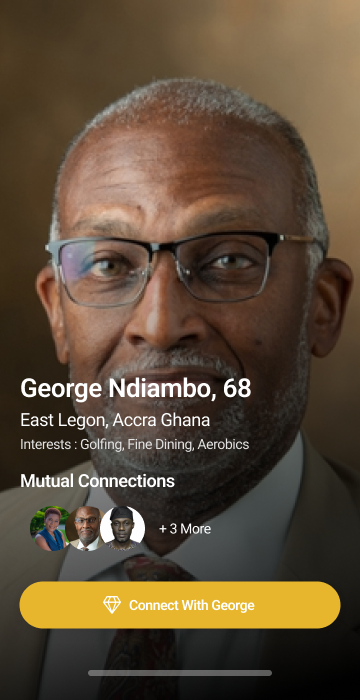 George Ndiambo, 68
East Legon, Accra Ghana
Interests : Golfing, Fine Dining, Aerobics
Mutual Connections
+ 3 More
Connect With George